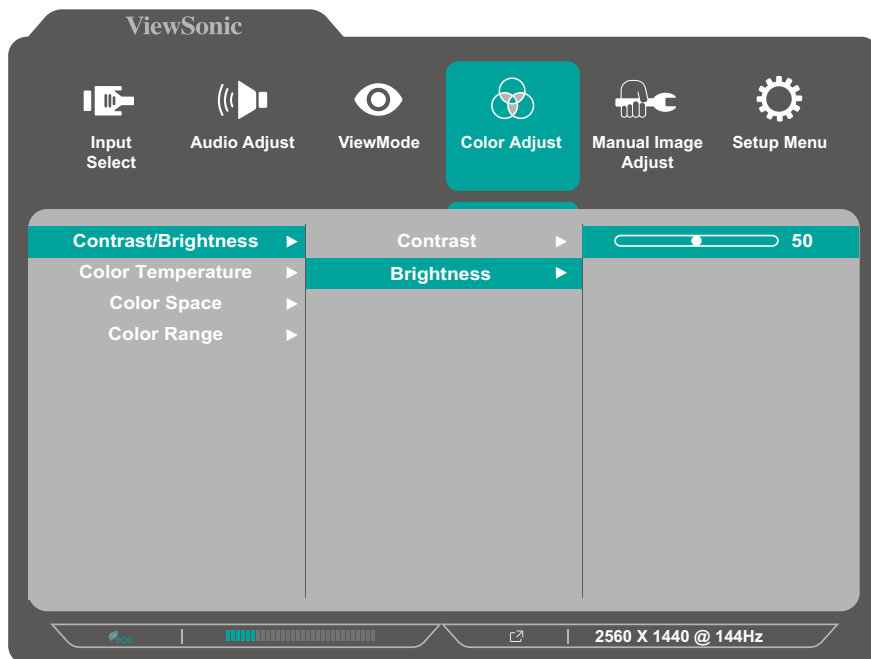 ViewSonic
Input
Select
Audio Adjust
ViewMode
Color Adjust
Manual Image
Adjust
Setup Menu
Contrast/Brightness
Contrast
50
Color Temperature
Brightness
Color Space
Color Range
eco
2560 X 1440 @ 144Hz